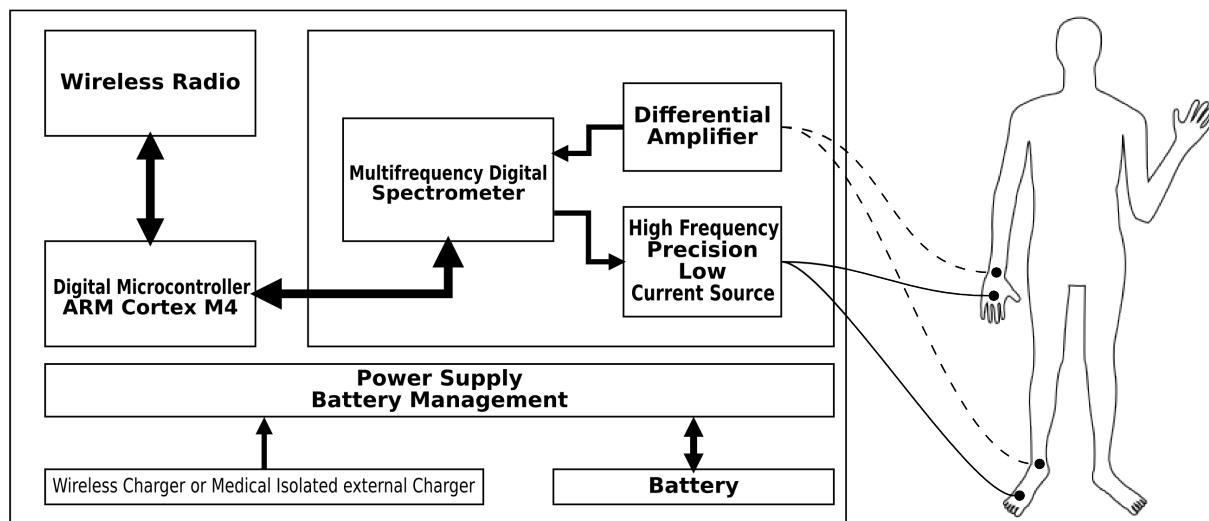 Wireless Radio
Differential
Amplifier
Multifrequency Digital
Spectrometer
High Frequency
Precision
Low
Current Source
Digital Microcontroller
ARM Cortex M4
Power Supply
Battery Management
Wireless Charger or Medical Isolated external Charger
Battery